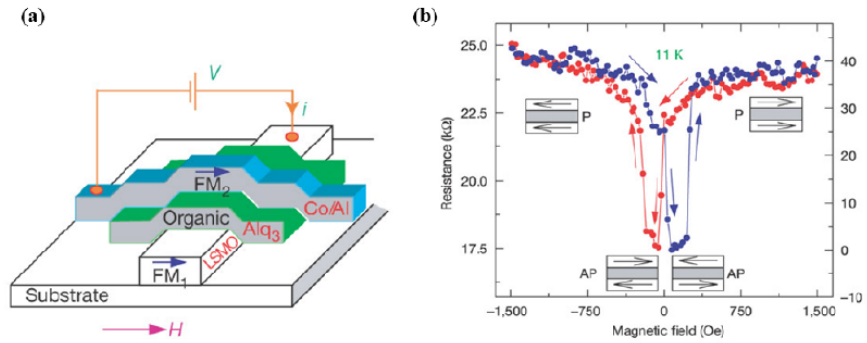 (a)
V
i
FM2
Co/Al
Organic
Alq3
LSMO
FM1
Substrate
H
(b)
25.0
22.5
20.0
17.5
Resistance (kΩ)
11 K
P
P
AP
AP
40
30
20
10
0
−10
−1,500
−750
0
750
1,500
Magnetic field (Oe)